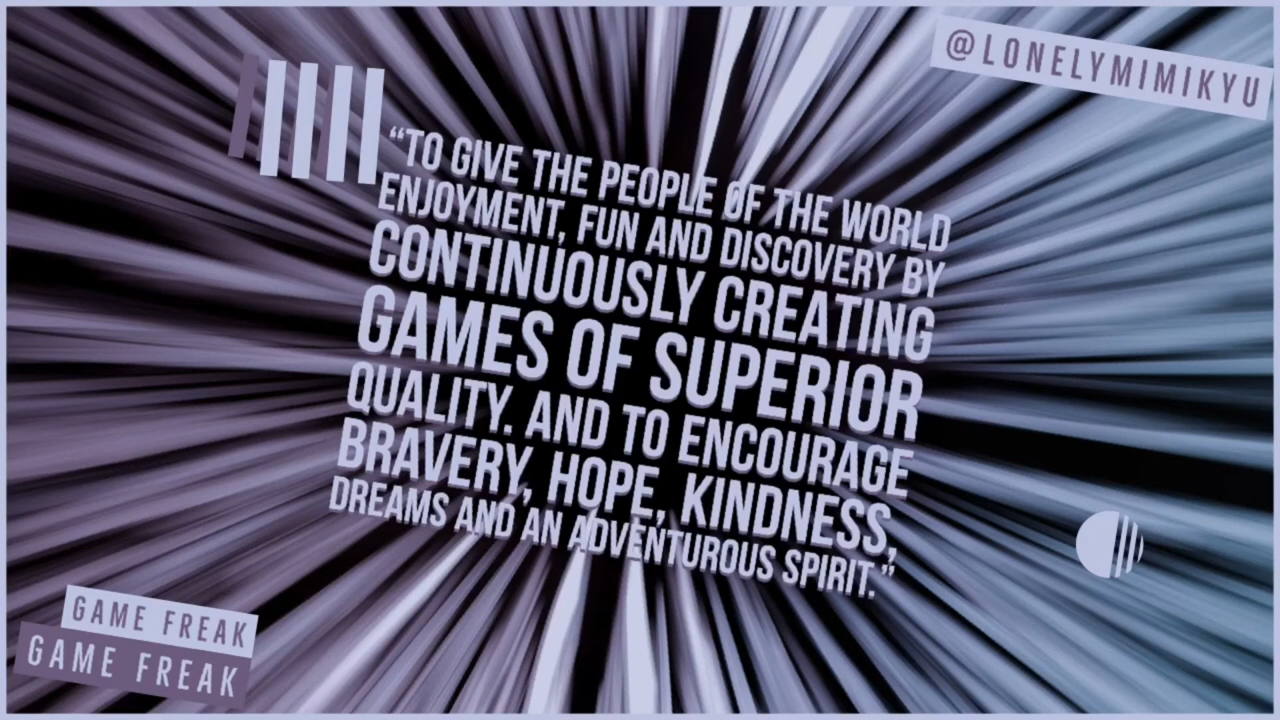 @LONELYMIMIKYU
“TO GIVE THE PEOPLE OF THE WORLD
ENJOYMENT, FUN AND DISCOVERY BY
CONTINUOUSLY CREATING
GAMES OF SUPERIOR
QUALITY. AND TO ENCOURAGE
BRAVERY, HOPE, KINDNESS,
DREAMS AND AN ADVENTUROUS SPIRIT.”
GAME FREAK
GAME FREAK